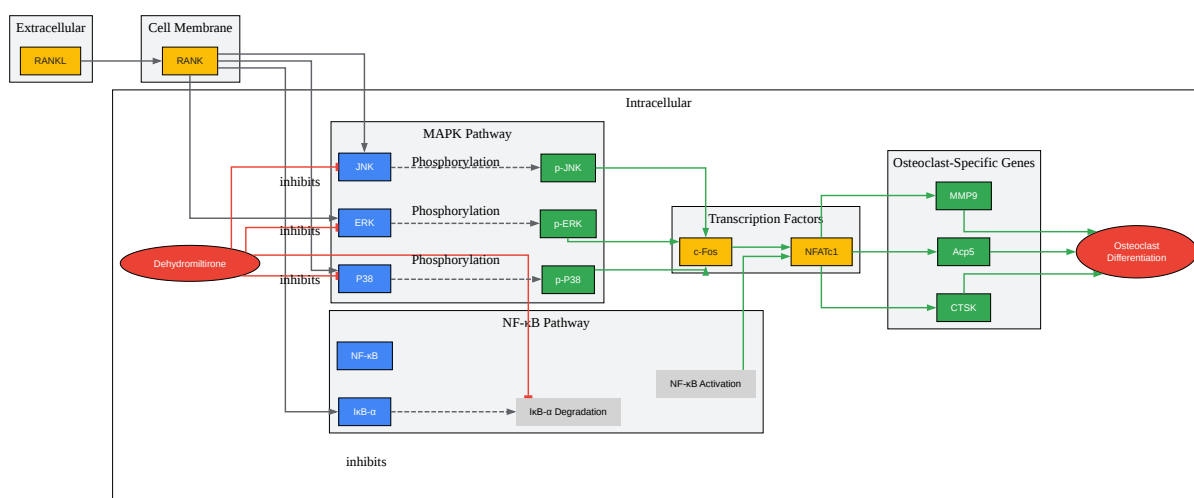 Extracellular
Cell Membrane
RANKL
RANK
Intracellular
MAPK Pathway
Osteoclast-Specific Genes
JNK
Phosphorylation
p-JNK
inhibits
MMP9
ERK
Phosphorylation
p-ERK
inhibits
Transcription Factors
c-Fos
NFATc1
Acp5
Osteoclast
Differentiation
Dehydromiltirone
P38
Phosphorylation
p-P38
inhibits
CTSK
NF-κB Pathway
NF-κB
NF-κB Activation
IκB-α
IκB-α Degradation
inhibits